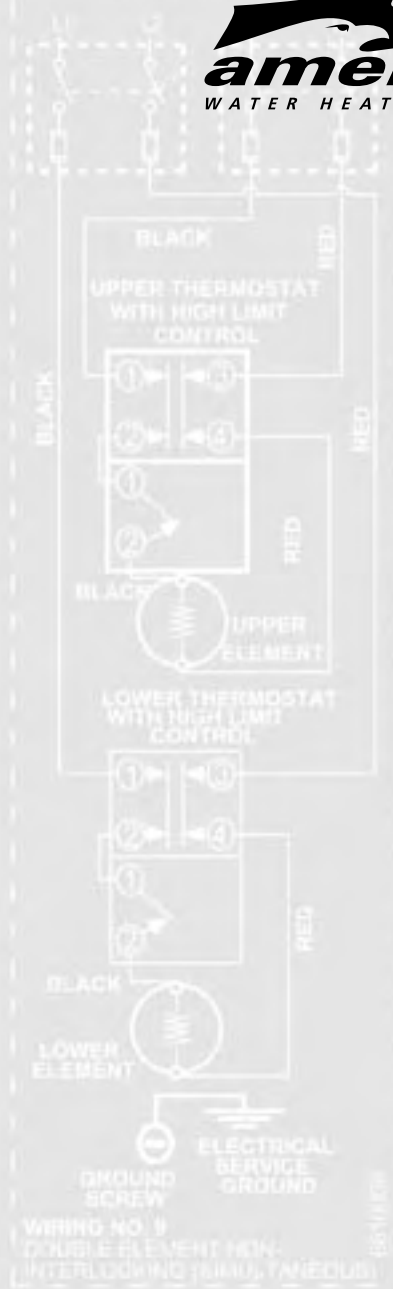 L1 L2
ame
WATER HEAT
BLACK
RED
UPPER THERMOSTAT
WITH HIGH LIMIT
CONTROL
BLACK
RED
1 3
2 4
1
2
RED
BLACK
UPPER
ELEMENT
LOWER THERMOSTAT
WITH HIGH LIMIT
CONTROL
1 3
2 4
1
2
RED
BLACK
LOWER
ELEMENT
GROUND
SCREW
ELECTRICAL
SERVICE
GROUND
WIRING NO. 9
DOUBLE ELEMENT NON-
INTERLOCKING (SIMULTANEOUS)